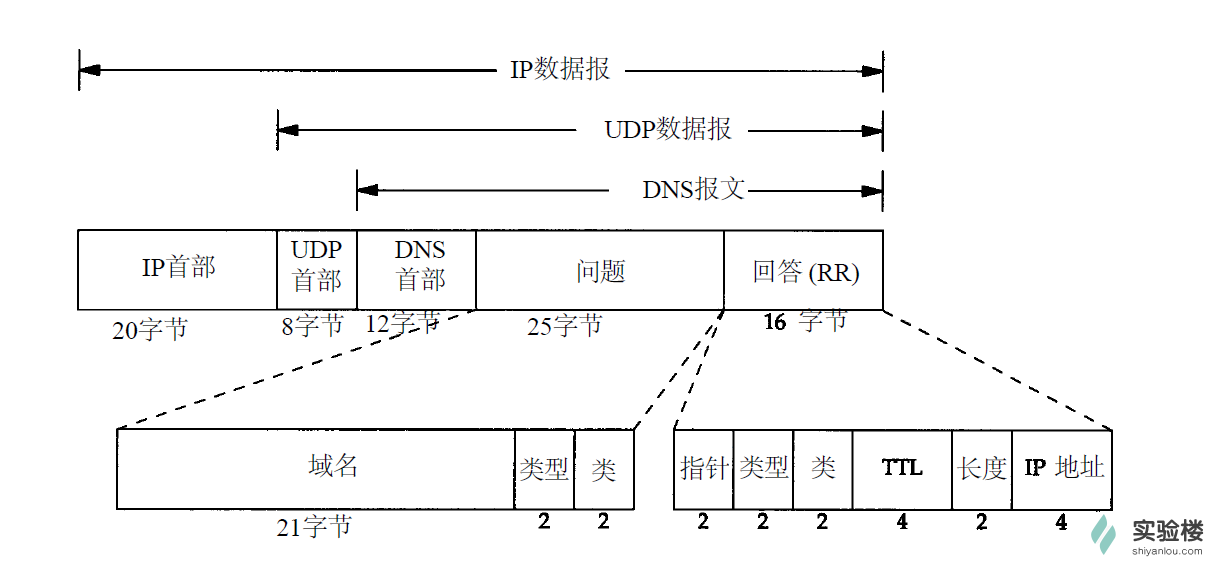 IP数据报
UDP数据报
DNS报文
IP首部
UDP
首部
DNS
首部
问题
回答 (RR)
20字节
8字节
12字节
25字节
16 字节
域名
类型
类
指针
类型
类
TTL
长度
IP 地址
21字节
2
2
2
2
2
4
2
4
实验楼
shiyanlou.com